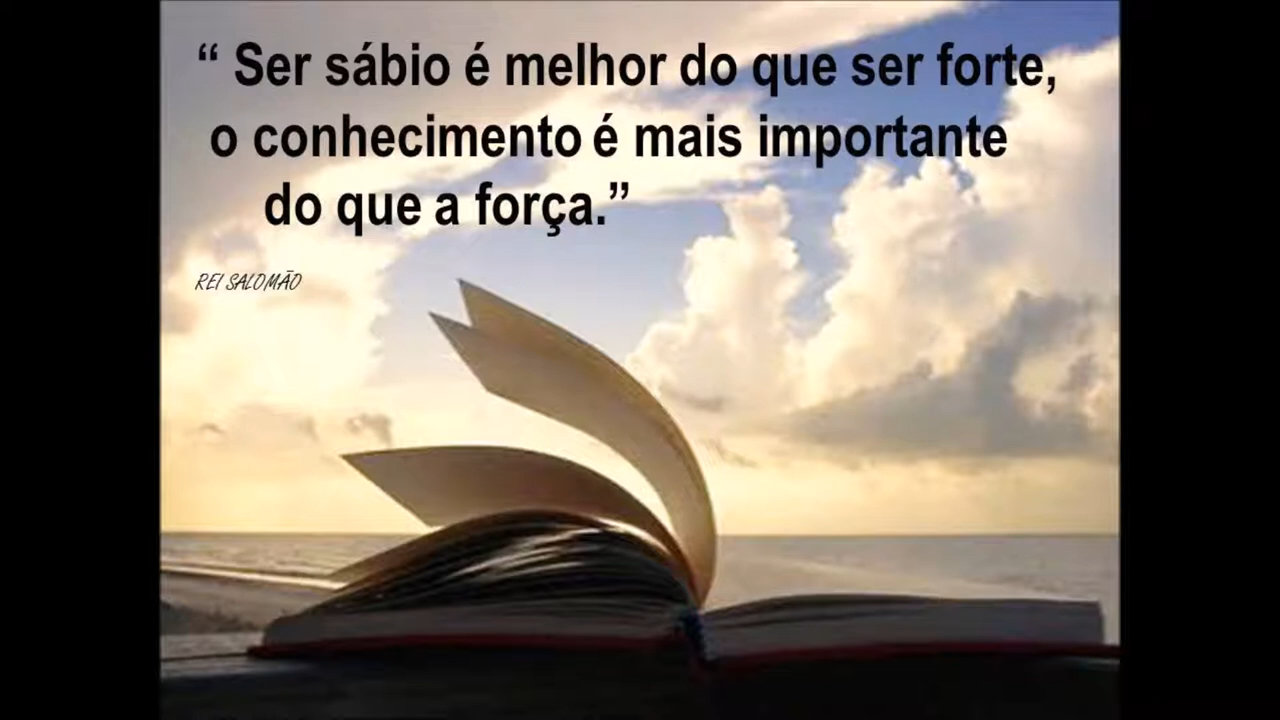 “ Ser sábio é melhor do que ser forte,
o conhecimento é mais importante
do que a força.”
REI SALOMÃO